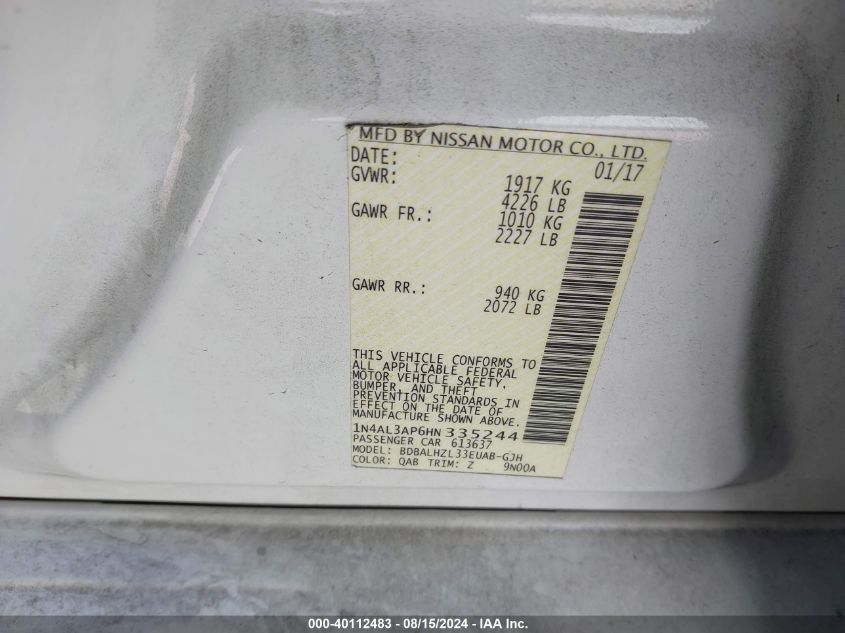 MFD BY NISSAN MOTOR CO., LTD.
DATE: 01/17
GVWR: 1917 KG
4226 LB
GAWR FR.: 1010 KG
2227 LB
GAWR RR.: 940 KG
2072 LB
THIS VEHICLE CONFORMS TO
ALL APPLICABLE FEDERAL
MOTOR VEHICLE SAFETY,
BUMPER, AND THEFT
PREVENTION STANDARDS IN
EFFECT ON THE DATE OF
MANUFACTURE SHOWN ABOVE.
1N4AL3AP6HN335244
PASSENGER CAR 613637
MODEL: BDBALHZL33EUAB-GJH
COLOR: QAB TRIM: Z 9N00A
000-40112483 - 08/15/2024 - IAA Inc.